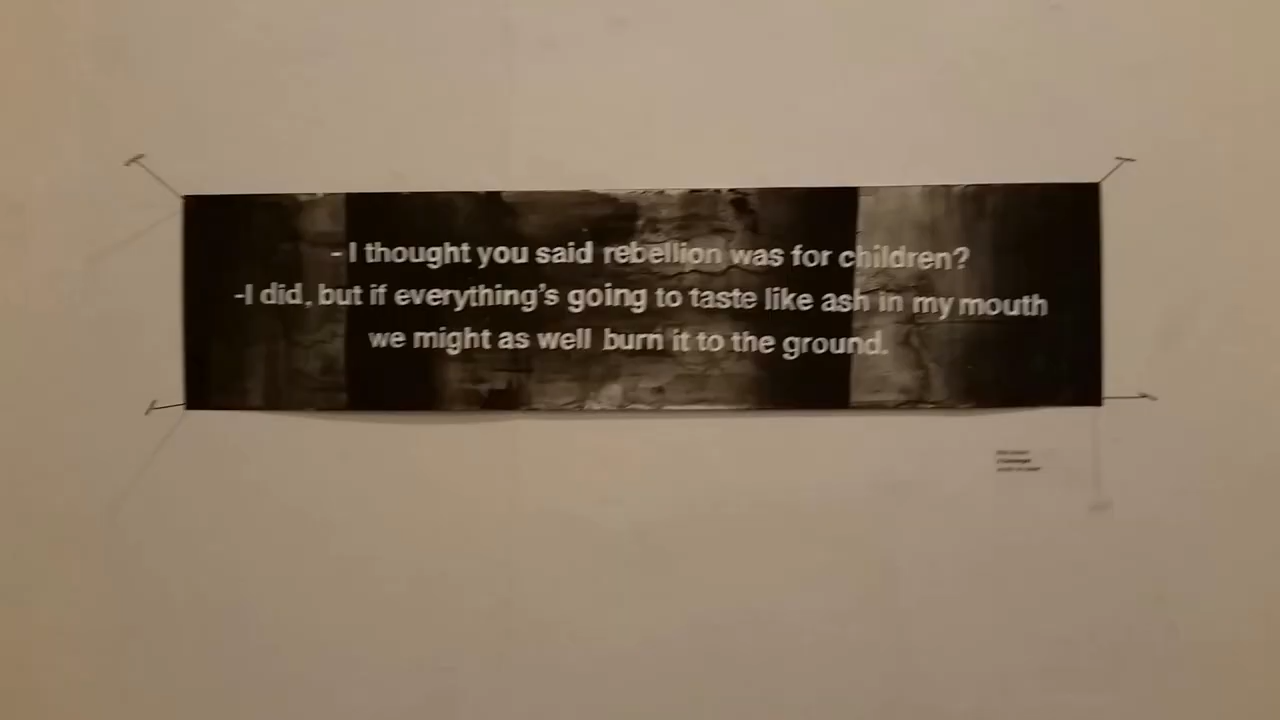 -I thought you said rebellion was for children?
-I did, but if everything's going to taste like ash in my mouth
we might as well burn it to the ground.